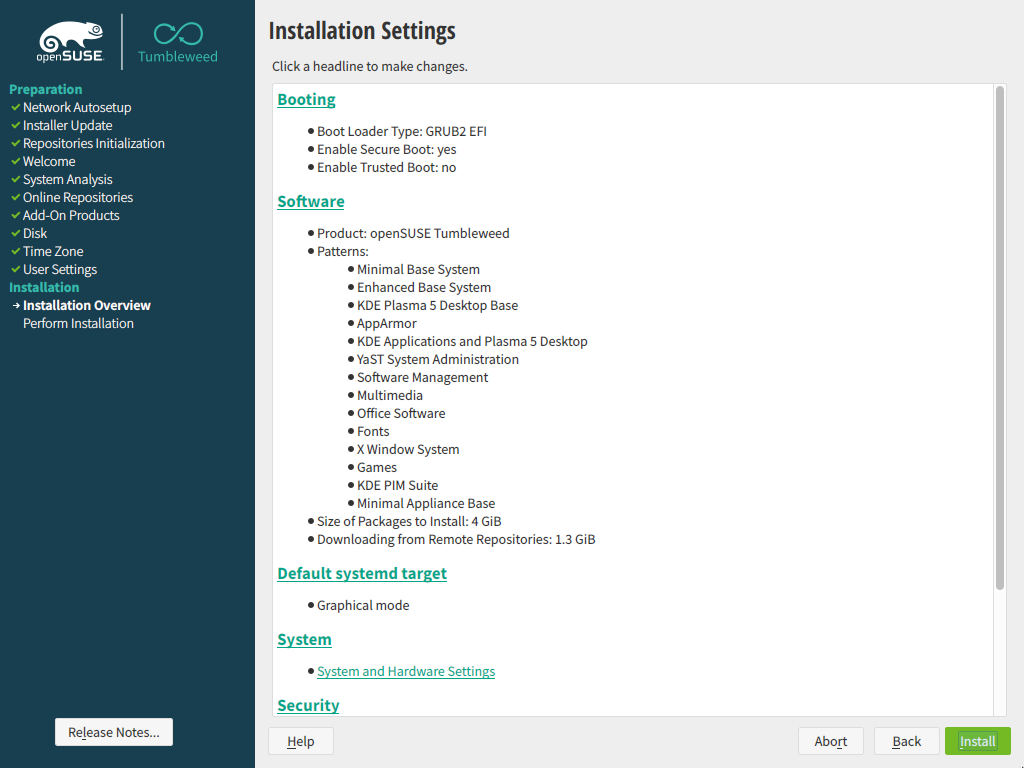 openSUSE
Tumbleweed
Preparation
Network Autosetup
Installer Update
Repositories Initialization
Welcome
System Analysis
Online Repositories
Add-On Products
Disk
Time Zone
User Settings
Installation
Installation Overview
Perform Installation
Release Notes...
Installation Settings
Click a headline to make changes.
Booting
Boot Loader Type: GRUB2 EFI
Enable Secure Boot: yes
Enable Trusted Boot: no
Software
Product: openSUSE Tumbleweed
Patterns:
Minimal Base System
Enhanced Base System
KDE Plasma 5 Desktop Base
AppArmor
KDE Applications and Plasma 5 Desktop
YaST System Administration
Software Management
Multimedia
Office Software
Fonts
X Window System
Games
KDE PIM Suite
Minimal Appliance Base
Size of Packages to Install: 4 GiB
Downloading from Remote Repositories: 1.3 GiB
Default systemd target
Graphical mode
System
System and Hardware Settings
Security
Help
Abort
Back
Install